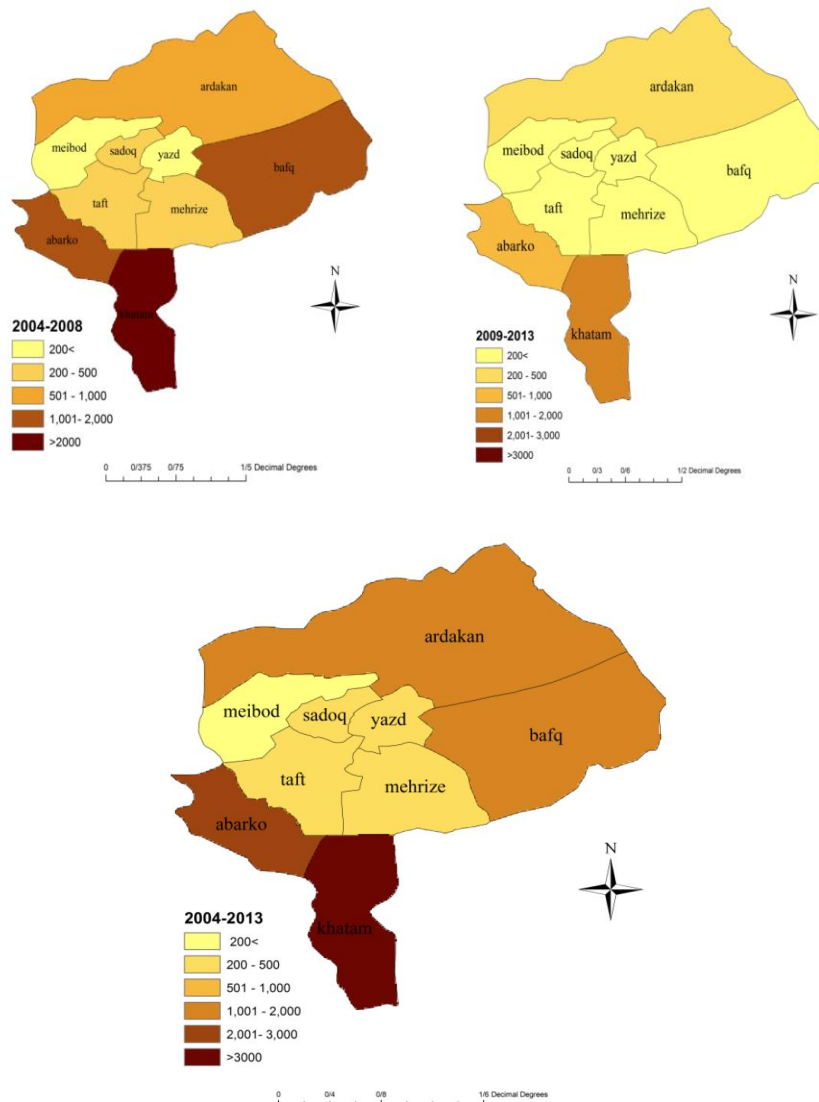 ardakan
meibod
sadoq
yazd
bafq
taft
mehrize
abarko
khatam
N
2004-2008
200<
200 - 500
501 - 1,000
1,001- 2,000
>2000
0 0/375 0/75 1/5 Decimal Degrees
ardakan
meibod
sadoq
yazd
bafq
taft
mehrize
abarko
khatam
N
2009-2013
200<
200 - 500
501- 1,000
1,001 - 2,000
2,001- 3,000
>3000
0 0/3 0/6 1/2 Decimal Degrees
ardakan
meibod
sadoq
yazd
bafq
taft
mehrize
abarko
khatam
N
2004-2013
200<
200 - 500
501 - 1,000
1,001 - 2,000
2,001- 3,000
>3000
0 0/4 0/8 1/6 Decimal Degrees